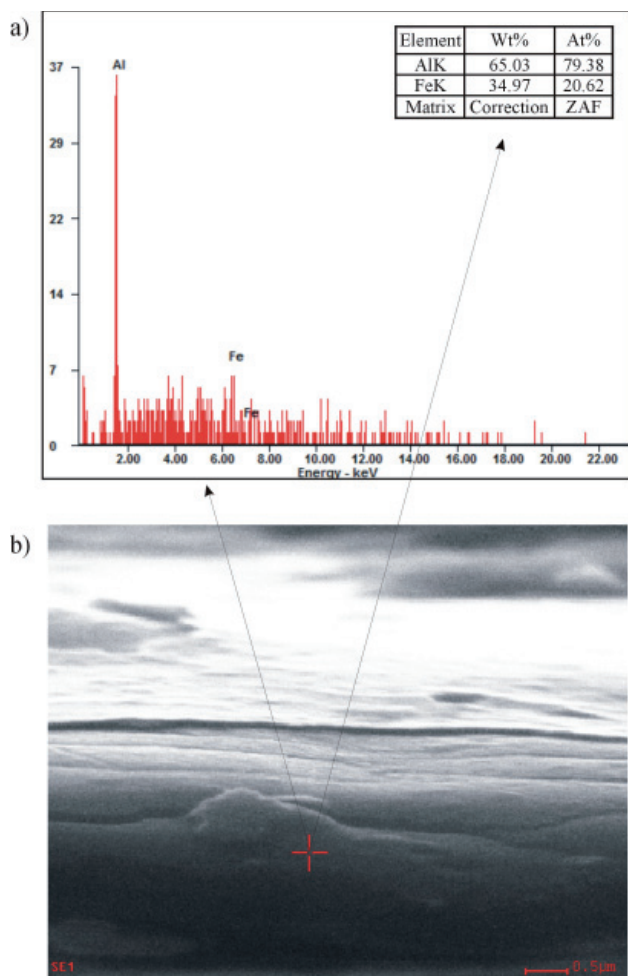 a)
Element Wt% At%
AlK 65.03 79.38
FeK 34.97 20.62
Matrix Correction ZAF
37
29
22
14
7
0
Al
Fe
Fe
2.00 4.00 6.00 8.00 10.00 12.00 14.00 16.00 18.00 20.00 22.00
Energy - keV
b)
SE1
0.5µm